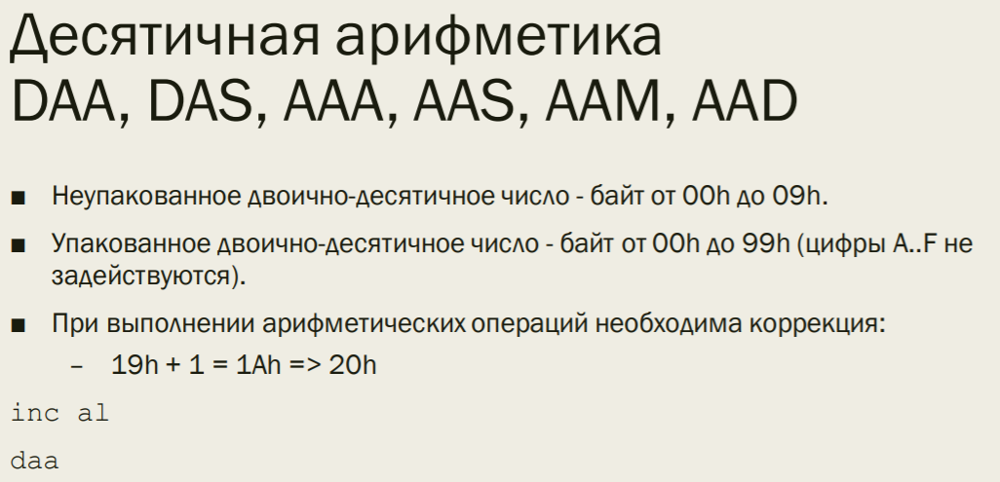 Десятичная арифметика
DAA, DAS, AAA, AAS, AAM, AAD
■ Неупакованное двоично-десятичное число - байт от 00h до 09h.
■ Упакованное двоично-десятичное число - байт от 00h до 99h (цифры A..F не
задействуются).
■ При выполнении арифметических операций необходима коррекция:
– 19h + 1 = 1Ah => 20h
inc al
daa